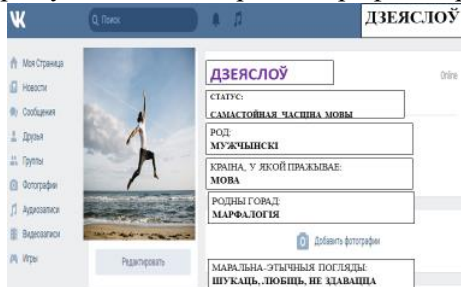 Поиск
ДЗЕЯСЛОЎ
Моя Страница
Новости
Сообщения
Друзья
Группы
Фотографии
Аудиозаписи
Видеозаписи
Игры
Редактировать
ДЗЕЯСЛОЎ
Online
СТАТУС:
САМАСТОЙНАЯ ЧАСЦІНА МОВЫ
РОД:
МУЖЧЫНСКІ
КРАІНА, У ЯКОЙ ПРАЖЫВАЕ:
МОВА
РОДНЫ ГОРАД:
МАРФАЛОГІЯ
Добавить фотографии
МАРАЛЬНА-ЭТЫЧНЫЯ ПОГЛЯДЫ:
ШУКАЦЬ, ЛЮБІЦЬ, НЕ ЗДАВАЦЦА